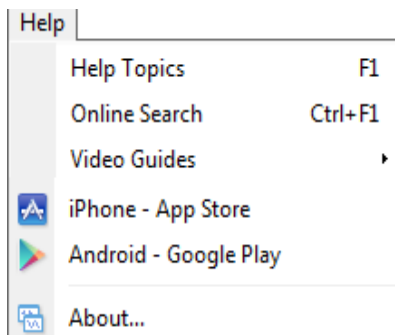 Help
Help Topics F1
Online Search Ctrl+F1
Video Guides
iPhone - App Store
Android - Google Play
About...